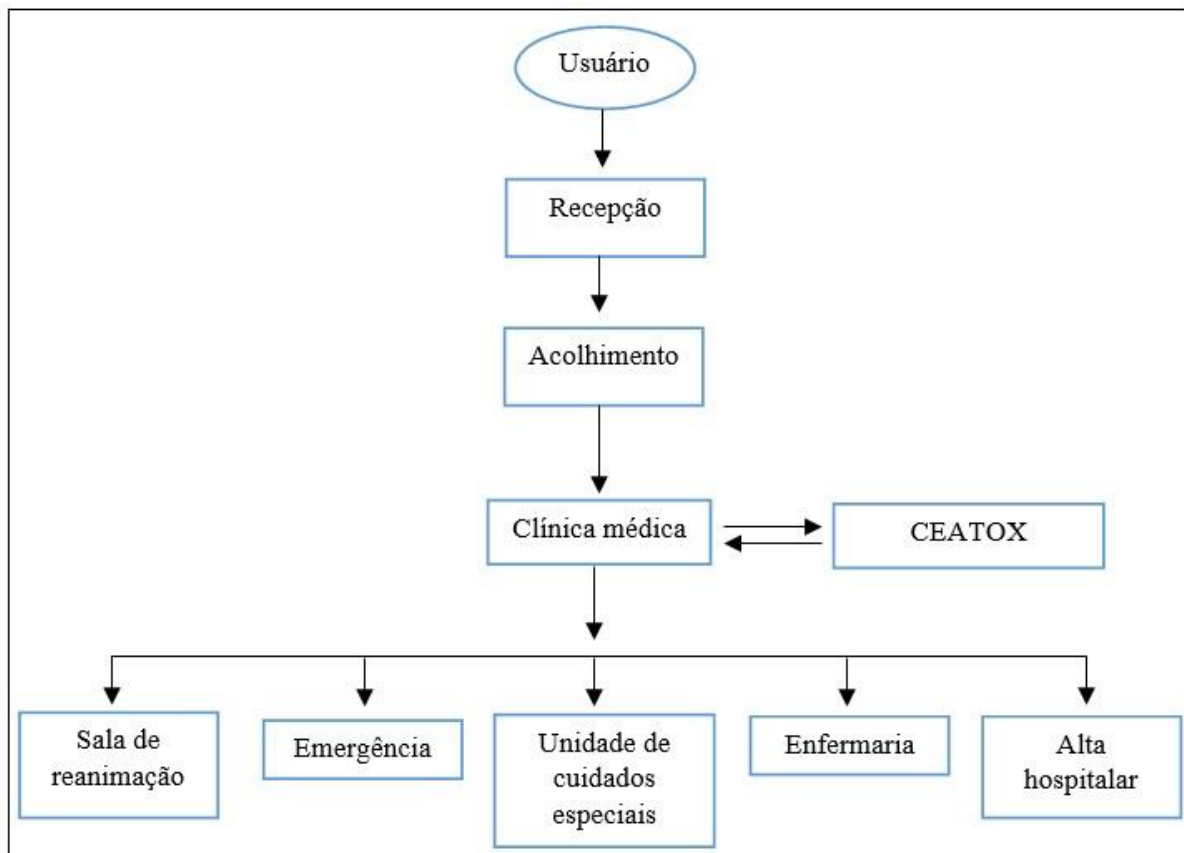 Usuário
Recepção
Acolhimento
Clínica médica
CEATOX
Sala de
reanimação
Emergência
Unidade de
cuidados
especiais
Enfermaria
Alta
hospitalar